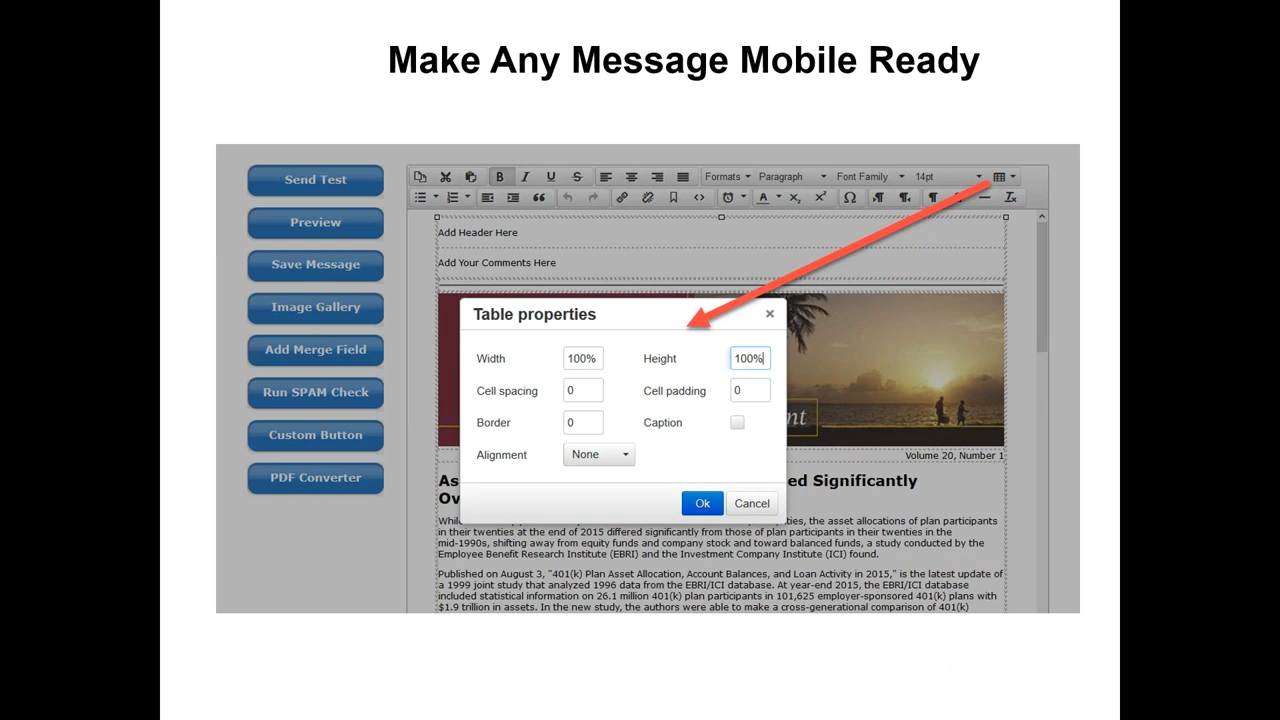 Make Any Message Mobile Ready
Send Test
Preview
Save Message
Image Gallery
Add Merge Field
Run SPAM Check
Custom Button
PDF Converter
B I U S Formats Paragraph Font Family 14pt
A X₂ X² Ω
Add Header Here
Add Your Comments Here
Table properties ×
Width 100% Height 100%
Cell spacing 0 Cell padding 0
Border 0 Caption
Alignment None
Ok Cancel
Volume 20, Number 1
ed Significantly
ties, the asset allocations of plan participants
in their twenties at the end of 2015 differed significantly from those of plan participants in their twenties in the
mid-1990s, shifting away from equity funds and company stock and toward balanced funds, a study conducted by the
Employee Benefit Research Institute (EBRI) and the Investment Company Institute (ICI) found.
Published on August 3, "401(k) Plan Asset Allocation, Account Balances, and Loan Activity in 2015," is the latest update of
a 1999 joint study that analyzed 1996 data from the EBRI/ICI database. At year-end 2015, the EBRI/ICI database
included statistical information on 26.1 million 401(k) plan participants in 101,625 employer-sponsored 401(k) plans with
$1.9 trillion in assets. In the new study, the authors were able to make a cross-generational comparison of 401(k)